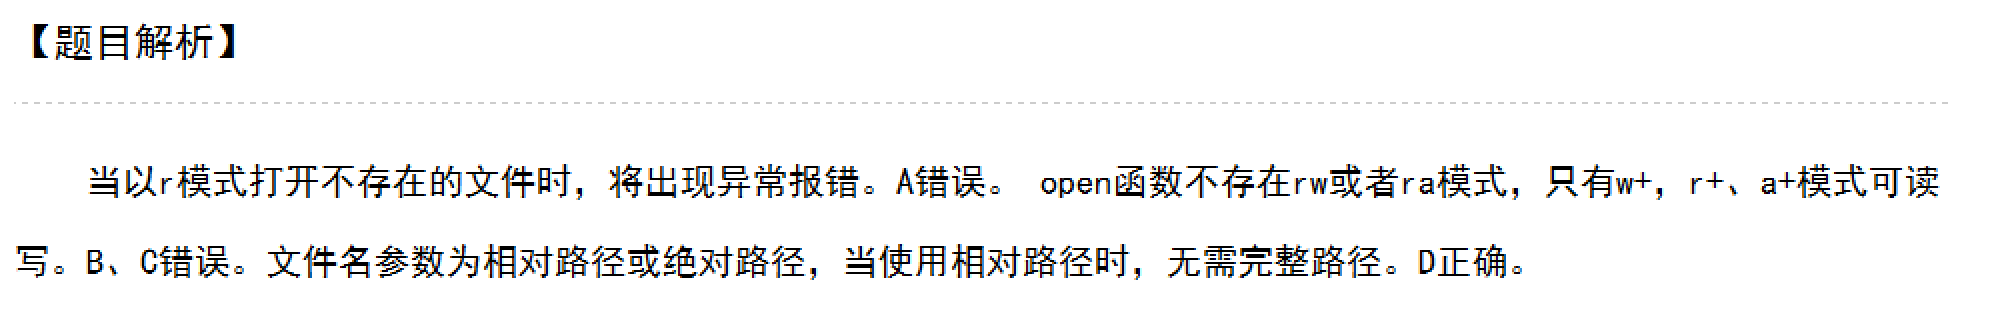 【题目解析】
当以r模式打开不存在的文件时，将出现异常报错。A错误。 open函数不存在rw或者ra模式，只有w+，r+、a+模式可读
写。B、C错误。文件名参数为相对路径或绝对路径，当使用相对路径时，无需完整路径。D正确。